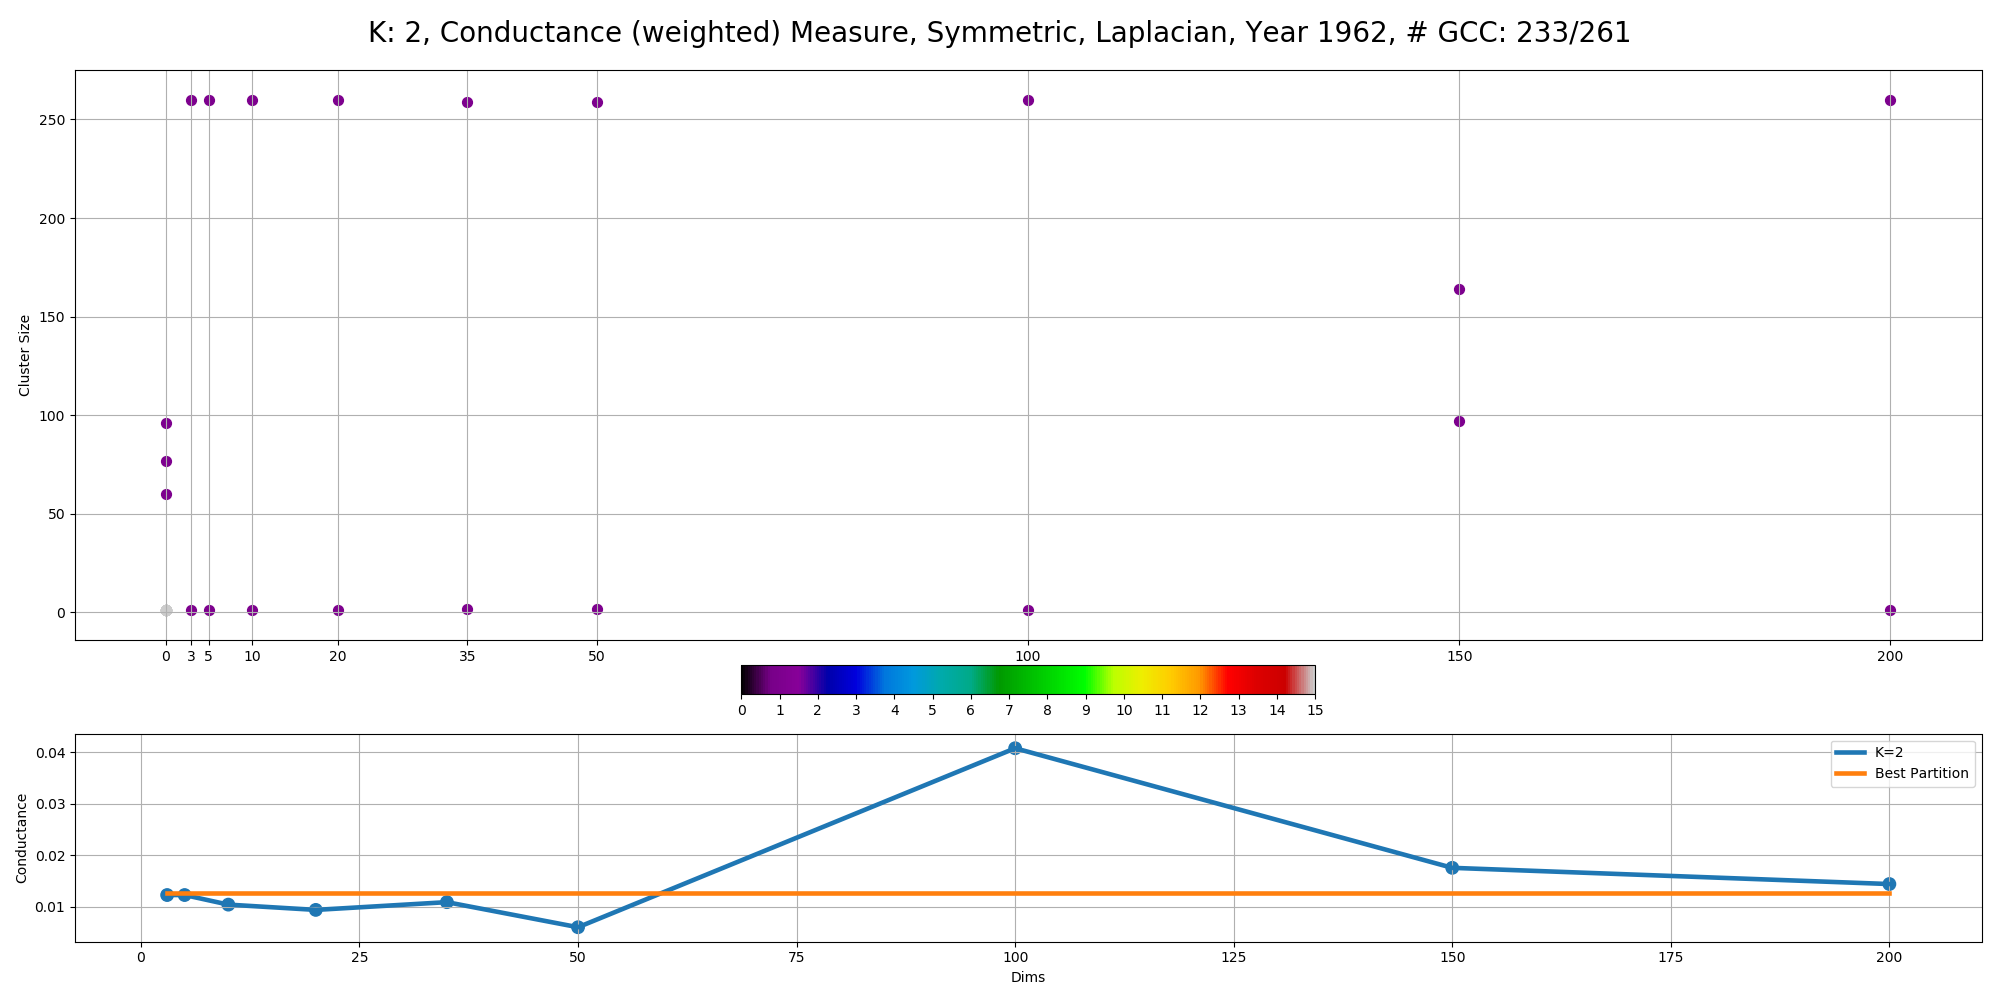 K: 2, Conductance (weighted) Measure, Symmetric, Laplacian, Year 1962, # GCC: 233/261
250
200
150
100
50
0
Cluster Size
0 3 5 10 20 35 50 100 150 200
0 1 2 3 4 5 6 7 8 9 10 11 12 13 14 15
0.04
0.03
0.02
0.01
Conductance
K=2
Best Partition
0 25 50 75 100 125 150 175 200
Dims